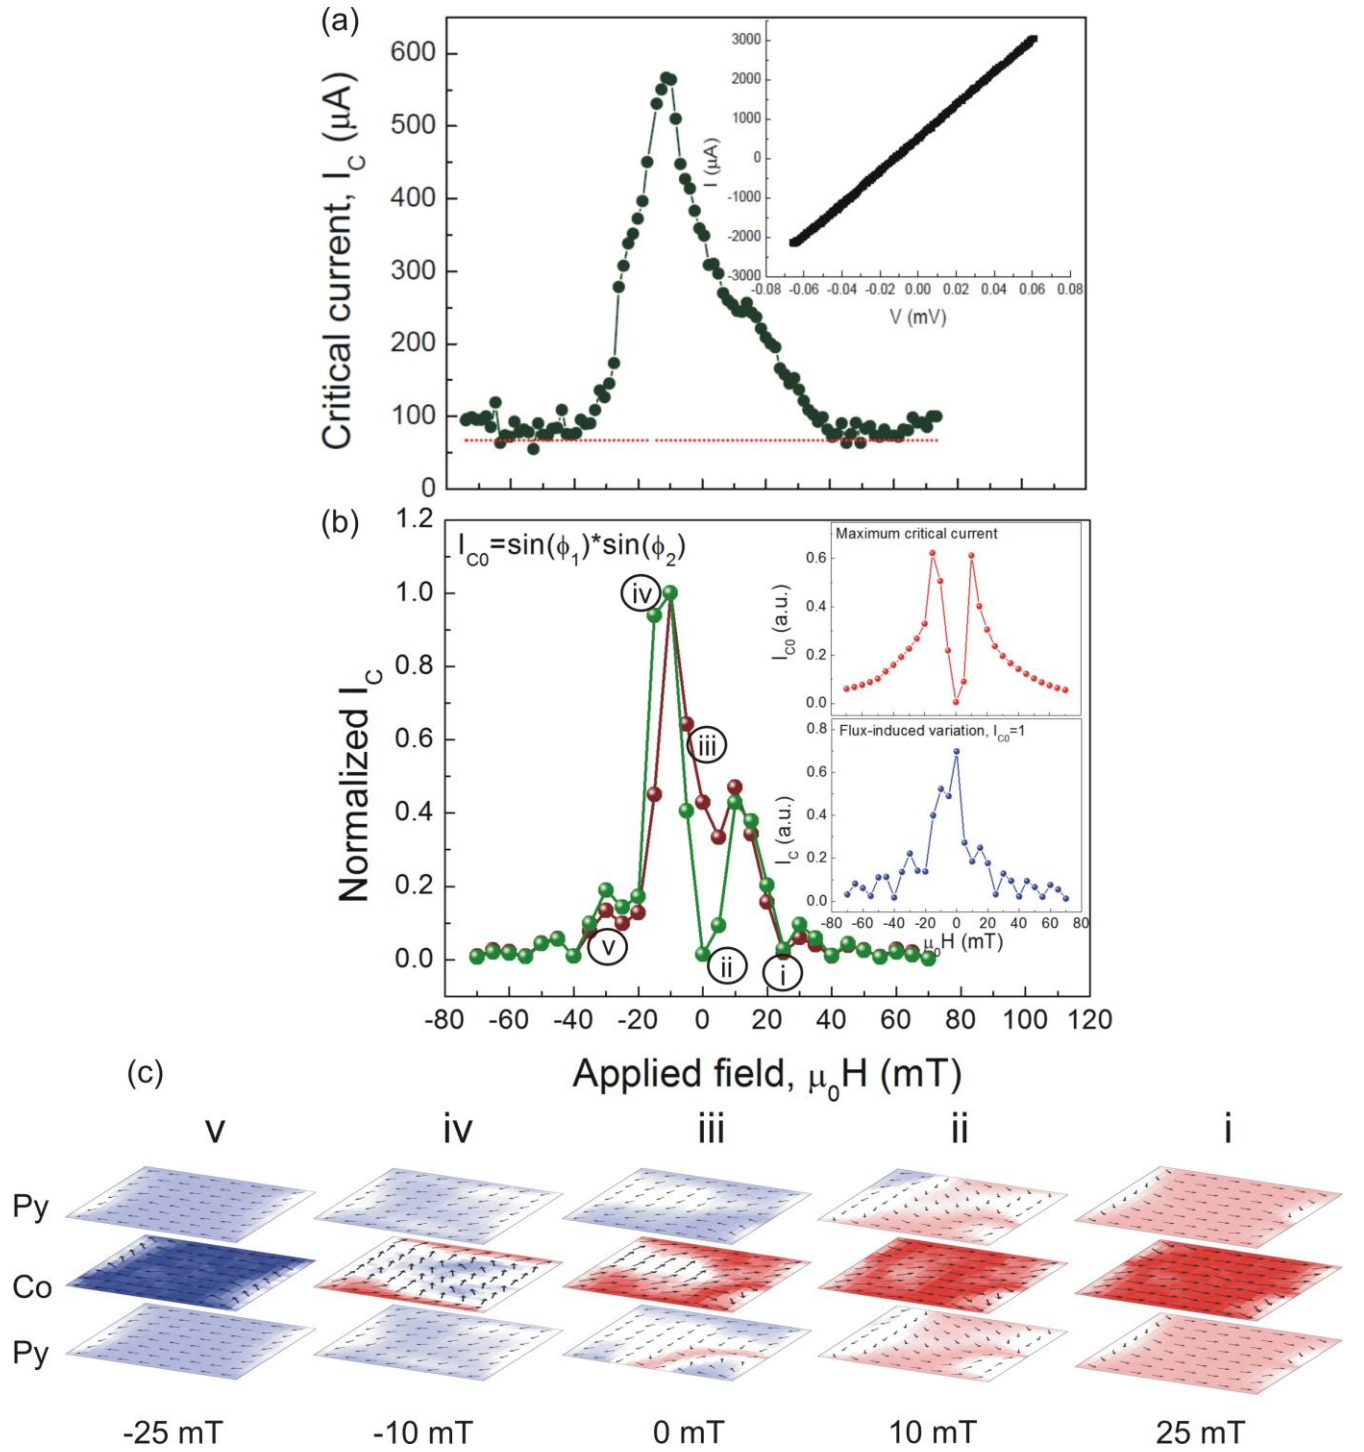 (a)
600
500
400
300
200
100
0
Critical current, I_C (μA)
3000
2000
1000
0
-1000
-2000
-3000
I (μA)
-0.08 -0.06 -0.04 -0.02 0.00 0.02 0.04 0.06 0.08
V (mV)
(b)
1.2
1.0
0.8
0.6
0.4
0.2
0.0
Normalized I_C
I_C0=sin(ϕ_1)*sin(ϕ_2)
iv
iii
v
ii
i
Maximum critical current
0.6
0.4
0.2
0.0
I_C0 (a.u.)
Flux-induced variation, I_C0=1
0.8
0.6
0.4
0.2
0.0
I_C (a.u.)
-80 -60 -40 -20 0 20 40 60 80
μ_0H (mT)
-80 -60 -40 -20 0 20 40 60 80 100 120
Applied field, μ_0H (mT)
(c)
v iv iii ii i
Py
Co
Py
-25 mT -10 mT 0 mT 10 mT 25 mT